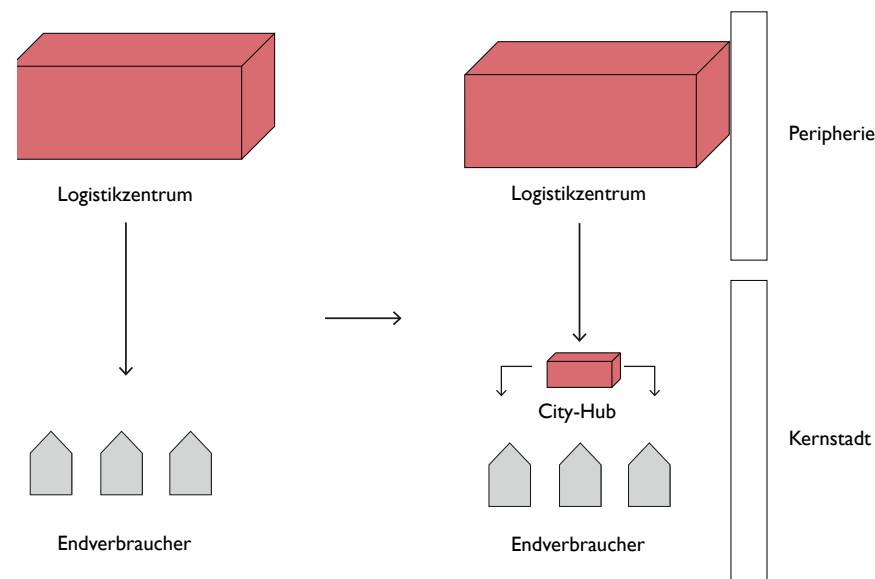 Logistikzentrum
Endverbraucher
Logistikzentrum
City-Hub
Endverbraucher
Peripherie
Kernstadt